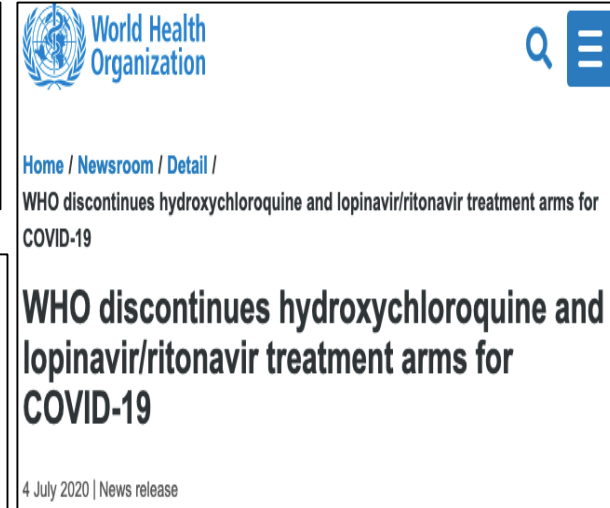 World Health
Organization
Home / Newsroom / Detail /
WHO discontinues hydroxychloroquine and lopinavir/ritonavir treatment arms for
COVID-19
WHO discontinues hydroxychloroquine and
lopinavir/ritonavir treatment arms for
COVID-19
4 July 2020 | News release